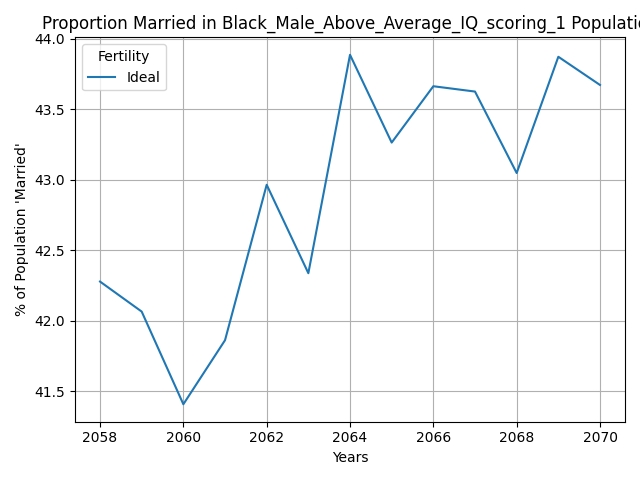 Proportion Married in Black_Male_Above_Average_IQ_scoring_1 Populatio
44.0
43.5
43.0
42.5
42.0
41.5
% of Population 'Married'
Fertility
Ideal
2058 2060 2062 2064 2066 2068 2070
Years